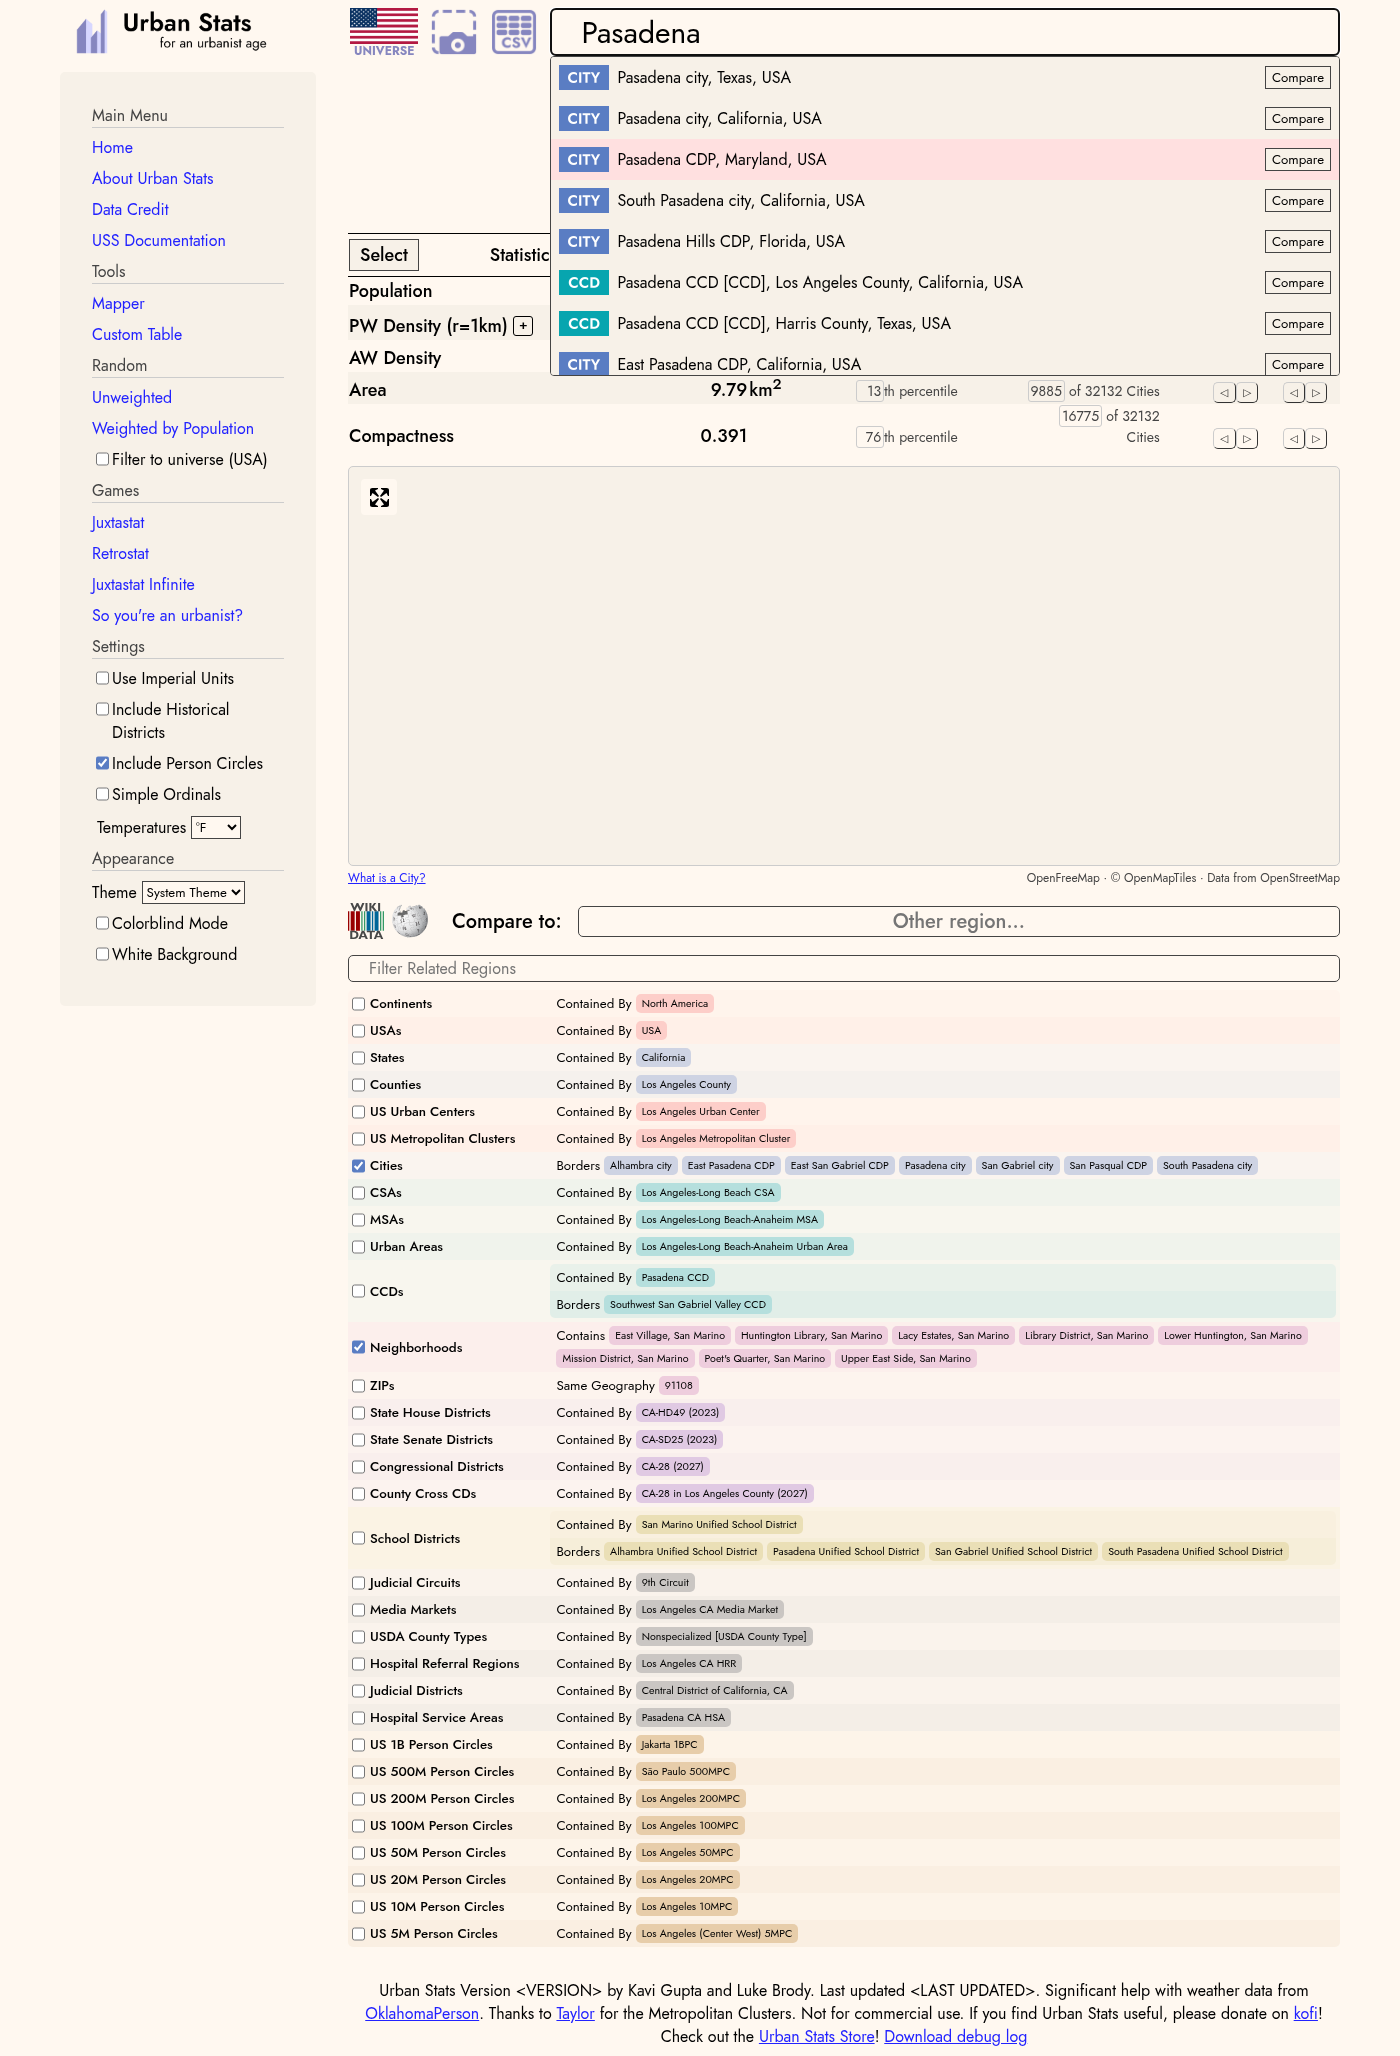 Urban Stats
for an urbanist age
UNIVERSE
CSV
Pasadena
CITY Pasadena city, Texas, USA Compare
CITY Pasadena city, California, USA Compare
CITY Pasadena CDP, Maryland, USA Compare
CITY South Pasadena city, California, USA Compare
CITY Pasadena Hills CDP, Florida, USA Compare
CCD Pasadena CCD [CCD], Los Angeles County, California, USA Compare
CCD Pasadena CCD [CCD], Harris County, Texas, USA Compare
CITY East Pasadena CDP, California, USA Compare
Main Menu
Home
About Urban Stats
Data Credit
USS Documentation
Tools
Mapper
Custom Table
Random
Unweighted
Weighted by Population
Filter to universe (USA)
Games
Juxtastat
Retrostat
Juxtastat Infinite
So you're an urbanist?
Settings
Use Imperial Units
Include Historical
Districts
Include Person Circles
Simple Ordinals
Temperatures °F
Appearance
Theme System Theme
Colorblind Mode
White Background
Select Statistic
Population
PW Density (r=1km) +
AW Density
Area 9.79 km² 13th percentile 9885 of 32132 Cities ◁ ▷ ◁ ▷
Compactness 0.391 76th percentile 16775 of 32132
Cities ◁ ▷ ◁ ▷
What is a City? OpenFreeMap · © OpenMapTiles · Data from OpenStreetMap
WIKI
DATA
Compare to: Other region...
Filter Related Regions
Continents Contained By North America
USAs Contained By USA
States Contained By California
Counties Contained By Los Angeles County
US Urban Centers Contained By Los Angeles Urban Center
US Metropolitan Clusters Contained By Los Angeles Metropolitan Cluster
Cities Borders Alhambra city East Pasadena CDP East San Gabriel CDP Pasadena city San Gabriel city San Pasqual CDP South Pasadena city
CSAs Contained By Los Angeles-Long Beach CSA
MSAs Contained By Los Angeles-Long Beach-Anaheim MSA
Urban Areas Contained By Los Angeles-Long Beach-Anaheim Urban Area
CCDs Contained By Pasadena CCD
Borders Southwest San Gabriel Valley CCD
Neighborhoods Contains East Village, San Marino Huntington Library, San Marino Lacy Estates, San Marino Library District, San Marino Lower Huntington, San Marino
Mission District, San Marino Poet's Quarter, San Marino Upper East Side, San Marino
ZIPs Same Geography 91108
State House Districts Contained By CA-HD49 (2023)
State Senate Districts Contained By CA-SD25 (2023)
Congressional Districts Contained By CA-28 (2027)
County Cross CDs Contained By CA-28 in Los Angeles County (2027)
School Districts Contained By San Marino Unified School District
Borders Alhambra Unified School District Pasadena Unified School District San Gabriel Unified School District South Pasadena Unified School District
Judicial Circuits Contained By 9th Circuit
Media Markets Contained By Los Angeles CA Media Market
USDA County Types Contained By Nonspecialized [USDA County Type]
Hospital Referral Regions Contained By Los Angeles CA HRR
Judicial Districts Contained By Central District of California, CA
Hospital Service Areas Contained By Pasadena CA HSA
US 1B Person Circles Contained By Jakarta 1BPC
US 500M Person Circles Contained By São Paulo 500MPC
US 200M Person Circles Contained By Los Angeles 200MPC
US 100M Person Circles Contained By Los Angeles 100MPC
US 50M Person Circles Contained By Los Angeles 50MPC
US 20M Person Circles Contained By Los Angeles 20MPC
US 10M Person Circles Contained By Los Angeles 10MPC
US 5M Person Circles Contained By Los Angeles (Center West) 5MPC
Urban Stats Version <VERSION> by Kavi Gupta and Luke Brody. Last updated <LAST UPDATED>. Significant help with weather data from
OklahomaPerson. Thanks to Taylor for the Metropolitan Clusters. Not for commercial use. If you find Urban Stats useful, please donate on kofi!
Check out the Urban Stats Store! Download debug log